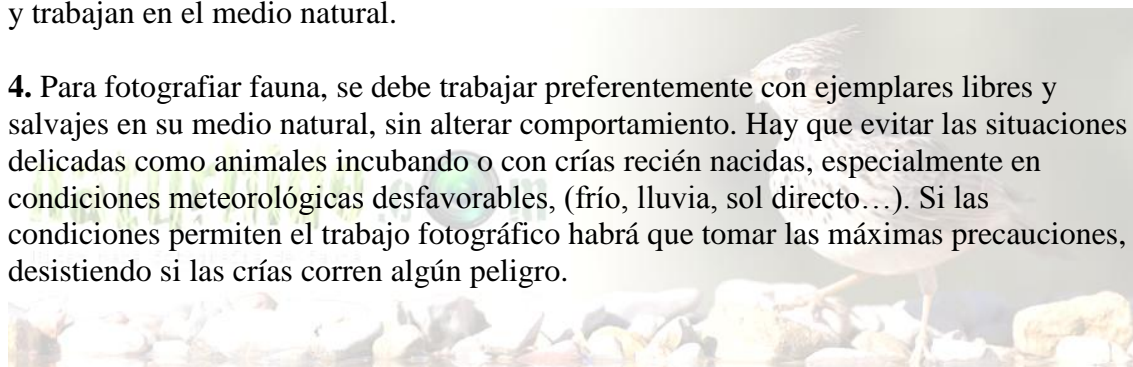 y trabajan en el medio natural.
4. Para fotografiar fauna, se debe trabajar preferentemente con ejemplares libres y
salvajes en su medio natural, sin alterar comportamiento. Hay que evitar las situaciones
delicadas como animales incubando o con crías recién nacidas, especialmente en
condiciones meteorológicas desfavorables, (frío, lluvia, sol directo…). Si las
condiciones permiten el trabajo fotográfico habrá que tomar las máximas precauciones,
desistiendo si las crías corren algún peligro.